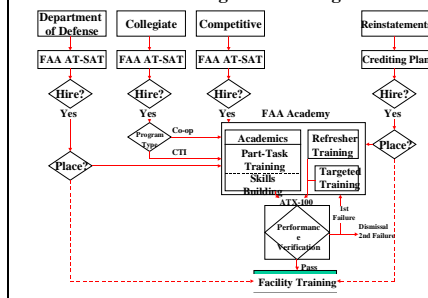 Department
of Defense
Collegiate
Competitive
Reinstatements
FAA AT-SAT
FAA AT-SAT
FAA AT-SAT
Crediting Plan
Hire?
Hire?
Hire?
Hire?
Yes
Yes
Yes
Yes
FAA Academy
Program
Type
Co-op
CTI
Academics
Part-Task
Training
Skills
Building
Refresher
Training
Targeted
Training
Place?
Place?
ATX-100
1st
Failure
Performanc
e
Verification
Dismissal
2nd Failure
Pass
Facility Training